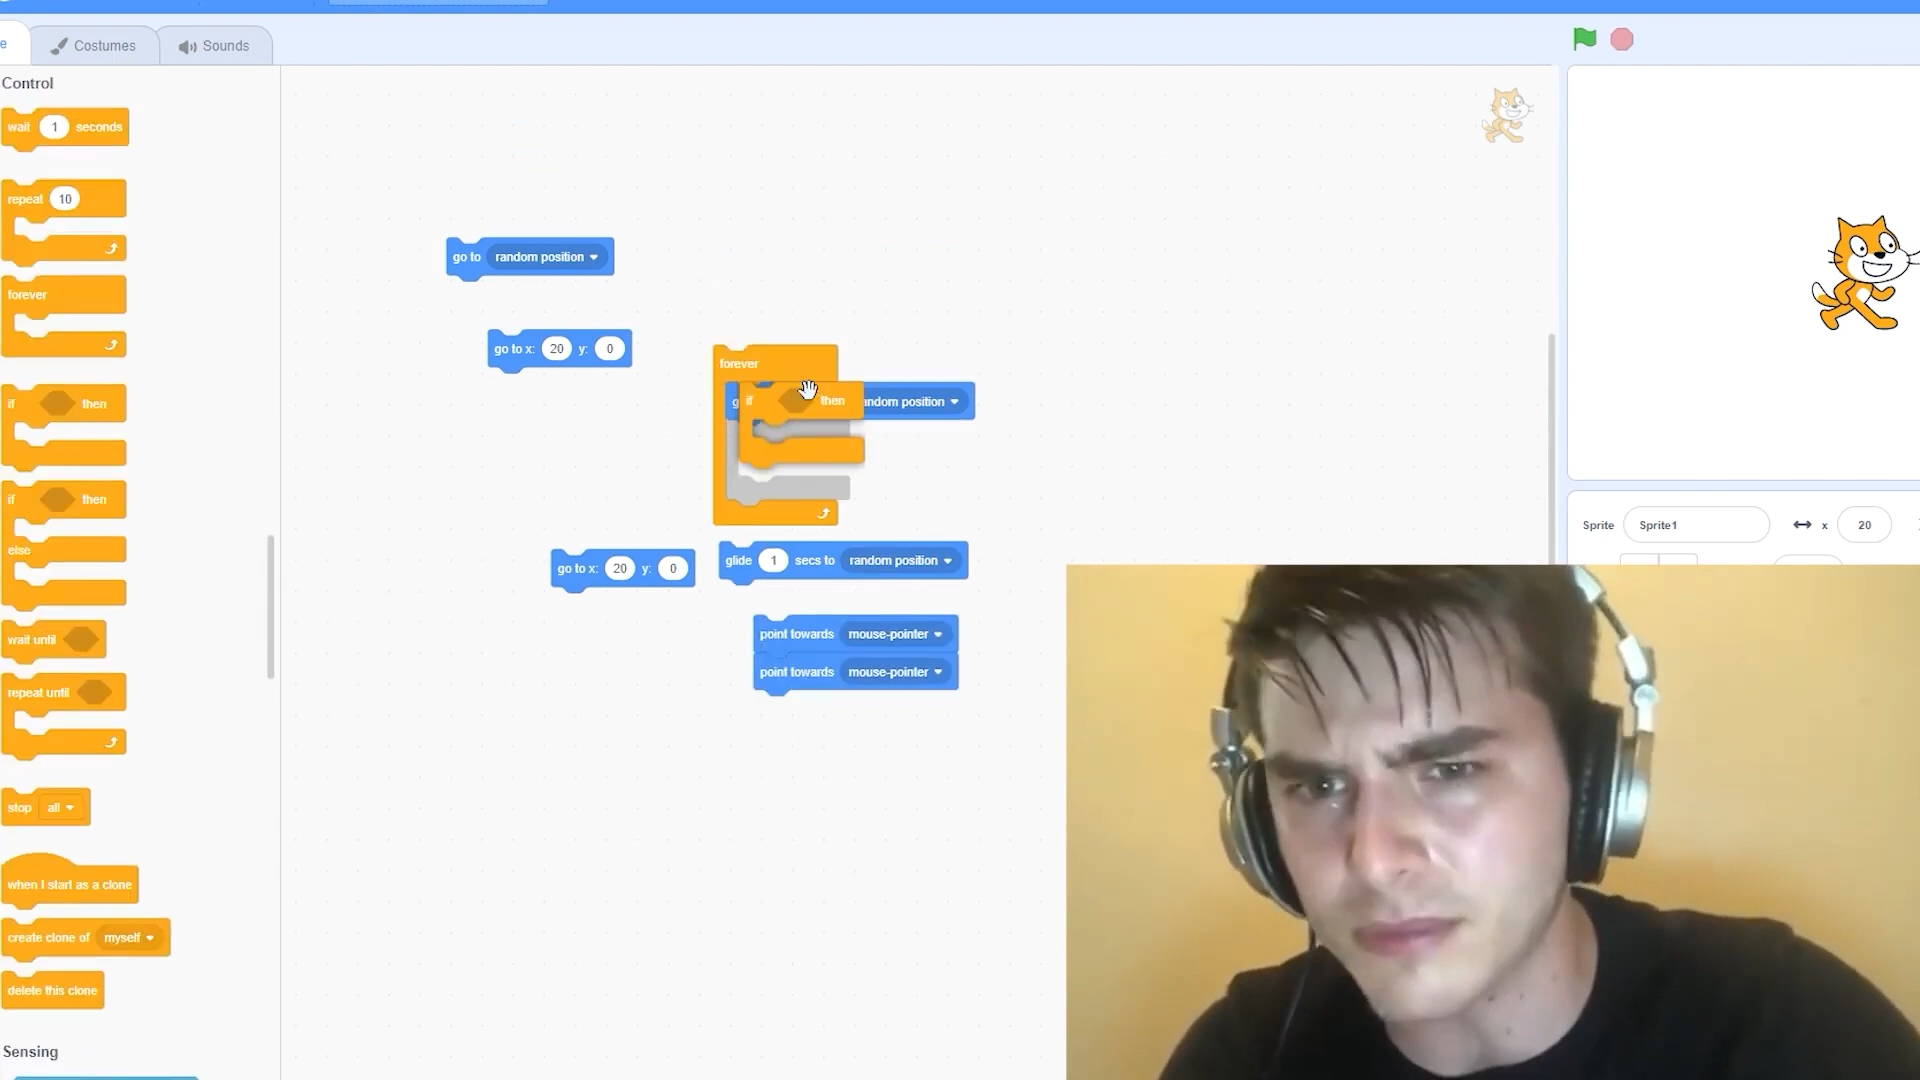 Costumes
Sounds
Control
wait 1 seconds
repeat 10
forever
if then
if then
else
wait until
repeat until
stop all
when I start as a clone
create clone of myself
delete this clone
Sensing
go to random position
go to x: 20 y: 0
forever
if then
go to x: 20 y: 0
glide 1 secs to random position
point towards mouse-pointer
point towards mouse-pointer
Sprite Sprite1 x 20